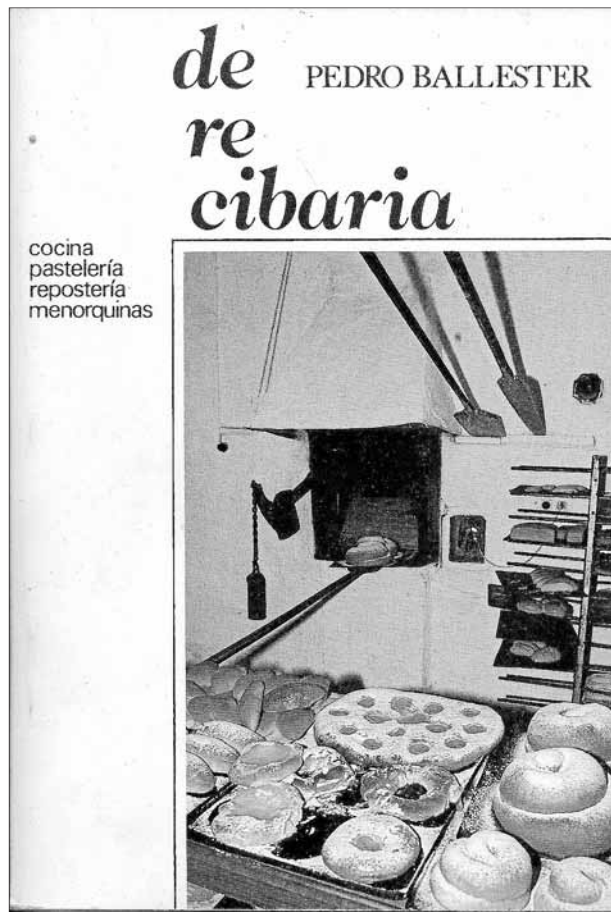 de
re
cibaria
PEDRO BALLESTER
cocina
pastelería
repostería
menorquinas